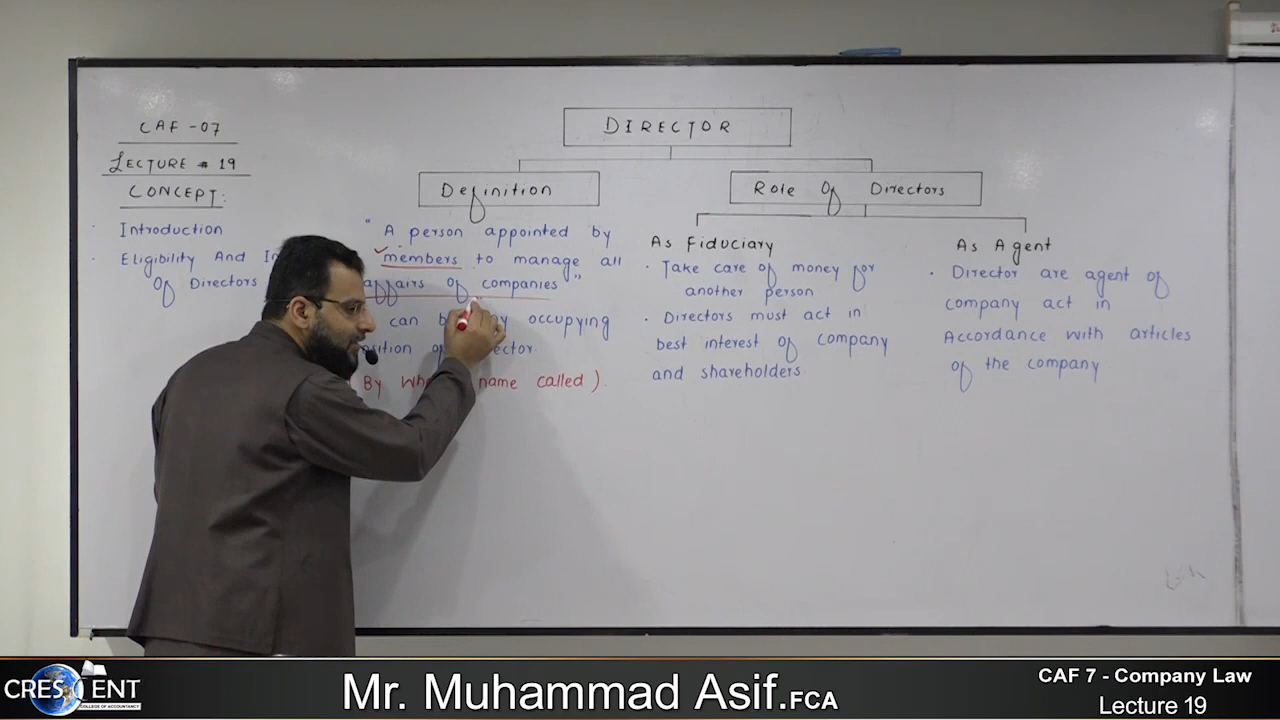 CAF - 07
LECTURE # 19
CONCEPT:
· Introduction
· Eligibility And
Of Directors
DIRECTOR
Definition
" A person appointed by
members to manage all
affairs of companies"
can occupying
of
By name called).
Role Of Directors
As Fiduciary
· Take care of money for
another person
· Directors must act in
best interest of company
and shareholders.
As Agent
· Director are agent of
company act in
Accordance with articles
of the company
CRESCENT
COLLEGE OF ACCOUNTANCY
Mr. Muhammad Asif.FCA
CAF 7 - Company Law
Lecture 19